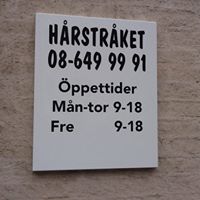 HÅRSTRÅKET
08-649 99 91
Öppettider
Mån-tor 9-18
Fre 9-18